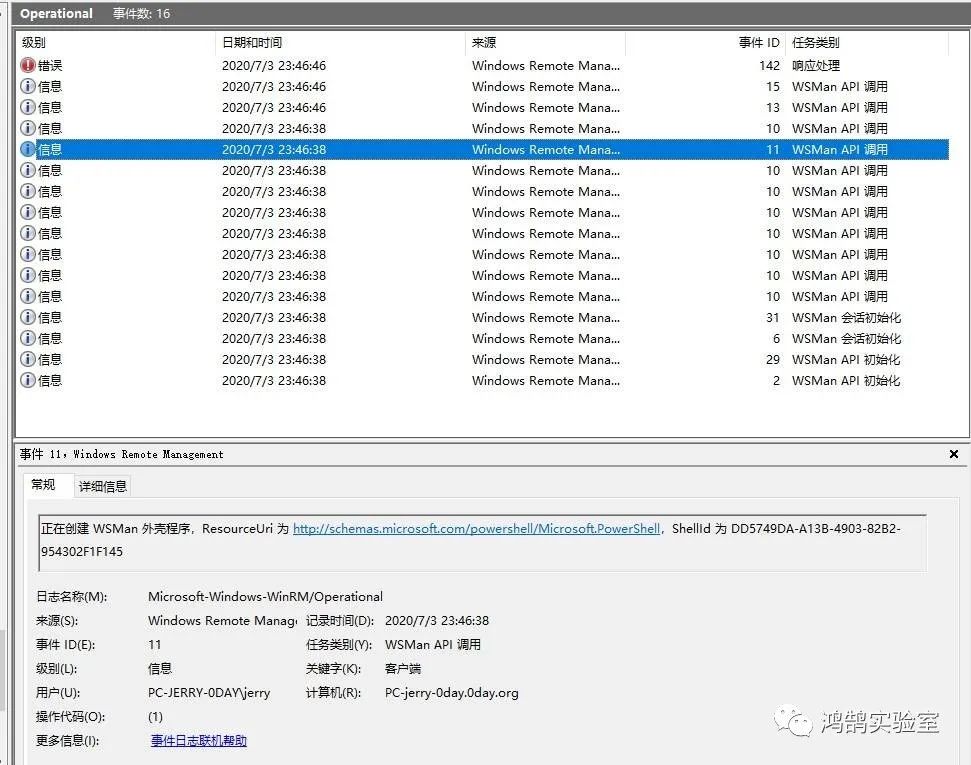 Operational 事件数: 16
级别 日期和时间 来源 事件 ID 任务类别
错误 2020/7/3 23:46:46 Windows Remote Mana... 142 响应处理
信息 2020/7/3 23:46:46 Windows Remote Mana... 15 WSMan API 调用
信息 2020/7/3 23:46:46 Windows Remote Mana... 13 WSMan API 调用
信息 2020/7/3 23:46:38 Windows Remote Mana... 10 WSMan API 调用
信息 2020/7/3 23:46:38 Windows Remote Mana... 11 WSMan API 调用
信息 2020/7/3 23:46:38 Windows Remote Mana... 10 WSMan API 调用
信息 2020/7/3 23:46:38 Windows Remote Mana... 10 WSMan API 调用
信息 2020/7/3 23:46:38 Windows Remote Mana... 10 WSMan API 调用
信息 2020/7/3 23:46:38 Windows Remote Mana... 10 WSMan API 调用
信息 2020/7/3 23:46:38 Windows Remote Mana... 10 WSMan API 调用
信息 2020/7/3 23:46:38 Windows Remote Mana... 10 WSMan API 调用
信息 2020/7/3 23:46:38 Windows Remote Mana... 10 WSMan API 调用
信息 2020/7/3 23:46:38 Windows Remote Mana... 31 WSMan 会话初始化
信息 2020/7/3 23:46:38 Windows Remote Mana... 6 WSMan 会话初始化
信息 2020/7/3 23:46:38 Windows Remote Mana... 29 WSMan API 初始化
信息 2020/7/3 23:46:38 Windows Remote Mana... 2 WSMan API 初始化
事件 11，Windows Remote Management
常规 详细信息
正在创建 WSMan 外壳程序，ResourceUri 为 http://schemas.microsoft.com/powershell/Microsoft.PowerShell，ShellId 为 DD5749DA-A13B-4903-82B2-
954302F1F145
日志名称(M): Microsoft-Windows-WinRM/Operational
来源(S): Windows Remote Manag 记录时间(D): 2020/7/3 23:46:38
事件 ID(E): 11 任务类别(Y): WSMan API 调用
级别(L): 信息 关键字(K): 客户端
用户(U): PC-JERRY-0DAY\jerry 计算机(R): PC-jerry-0day.0day.org
操作代码(O): (1)
更多信息(I): 事件日志联机帮助
鸿鹄实验室